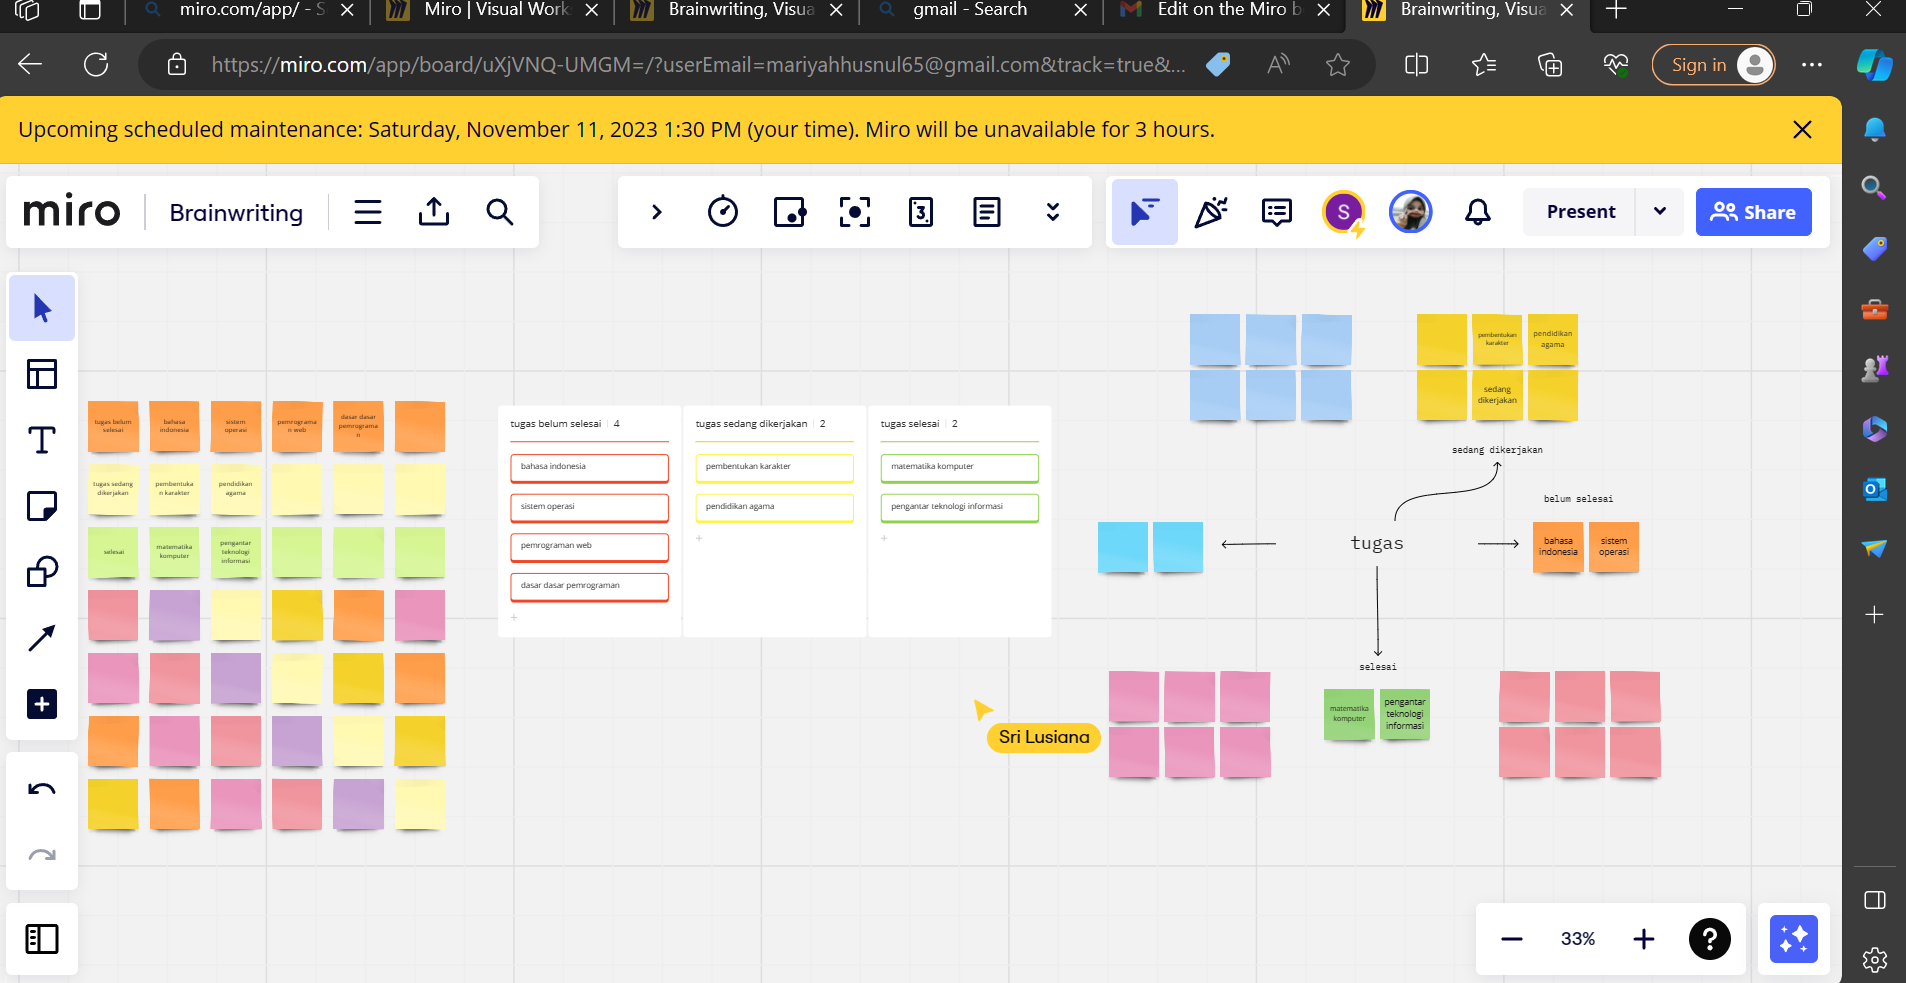 miro.com/app/ - S
Miro | Visual Work
Brainwriting, Visua
gmail - Search
Edit on the Miro b
Brainwriting, Visua
https://miro.com/app/board/uXjVNQ-UMGM=/?userEmail=mariyahhusnul65@gmail.com&track=true&...
Sign in
Upcoming scheduled maintenance: Saturday, November 11, 2023 1:30 PM (your time). Miro will be unavailable for 3 hours.
miro
Brainwriting
3
S
Present
Share
tugas belum
selesai
bahasa
indonesia
sistem
operasi
pemrograma
n web
dasar dasar
pemrograma
n
tugas sedang
dikerjakan
pembentuka
n karakter
pendidikan
agama
selesai
matematika
komputer
pengantar
teknologi
informasi
tugas belum selesai 4
bahasa indonesia
sistem operasi
pemrograman web
dasar dasar pemrograman
tugas sedang dikerjakan 2
pembentukan karakter
pendidikan agama
tugas selesai 2
matematika komputer
pengantar teknologi informasi
pembentukan
karakter
pendidikan
agama
sedang
dikerjakan
sedang dikerjakan
belum selesai
bahasa
indonesia
sistem
operasi
tugas
selesai
matematika
komputer
pengantar
teknologi
informasi
Sri Lusiana
33%
?